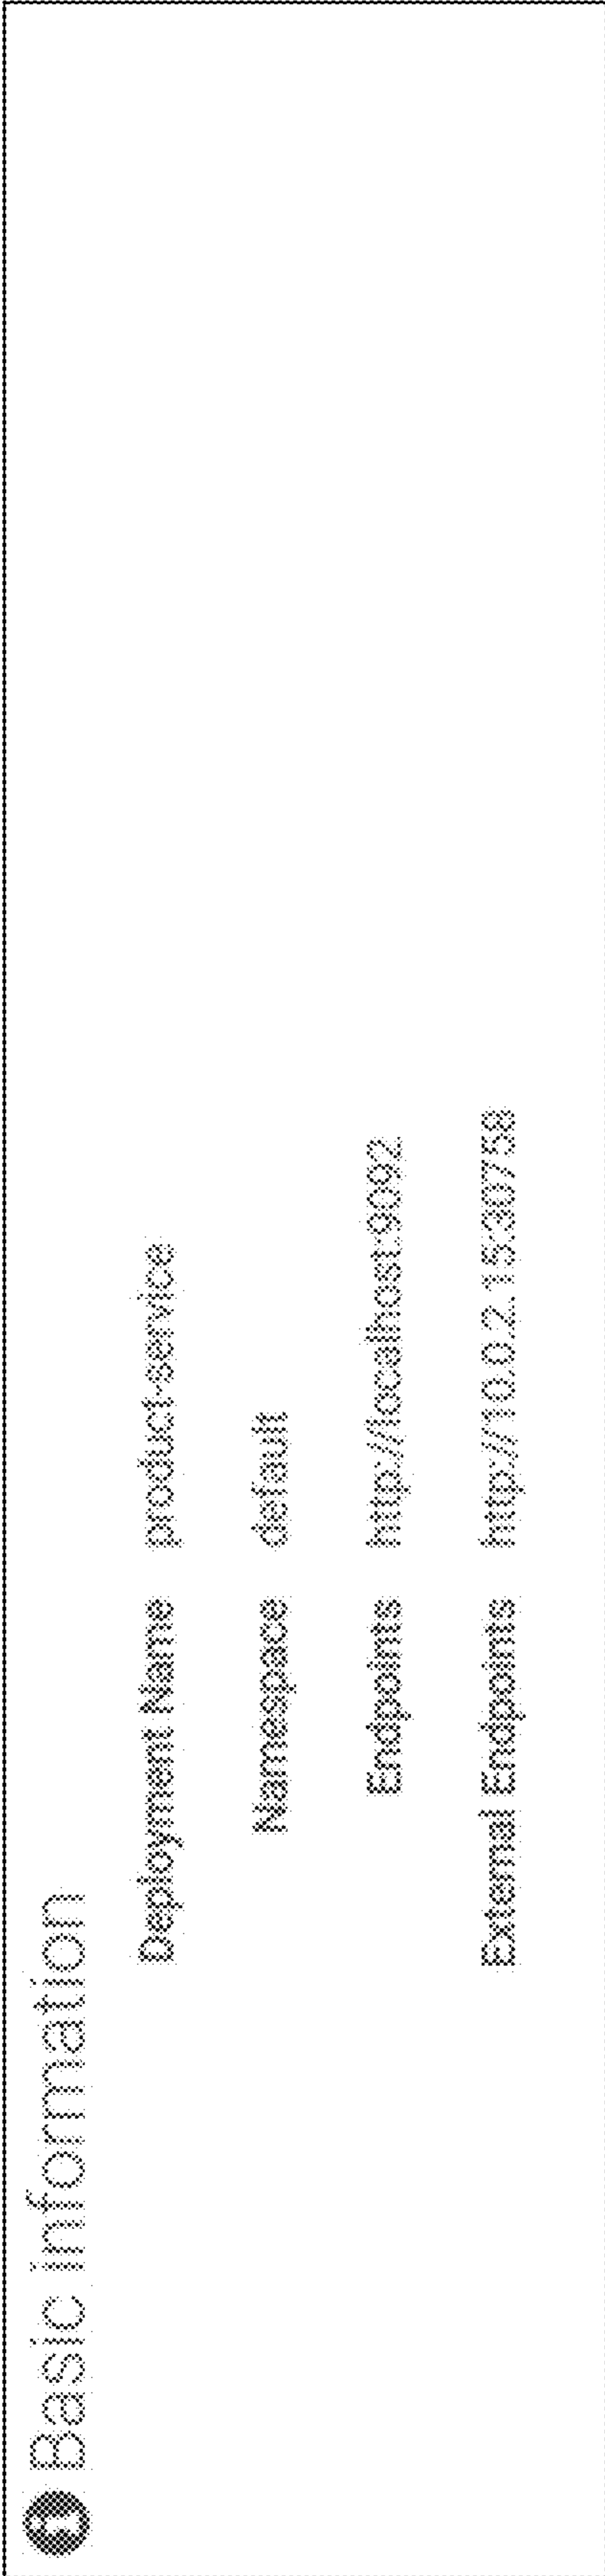 Basic information
Deployment Name product-service
Namespace default
Endpoints http://localhost:9092
External Endpoints http://10.0.2.15:30758